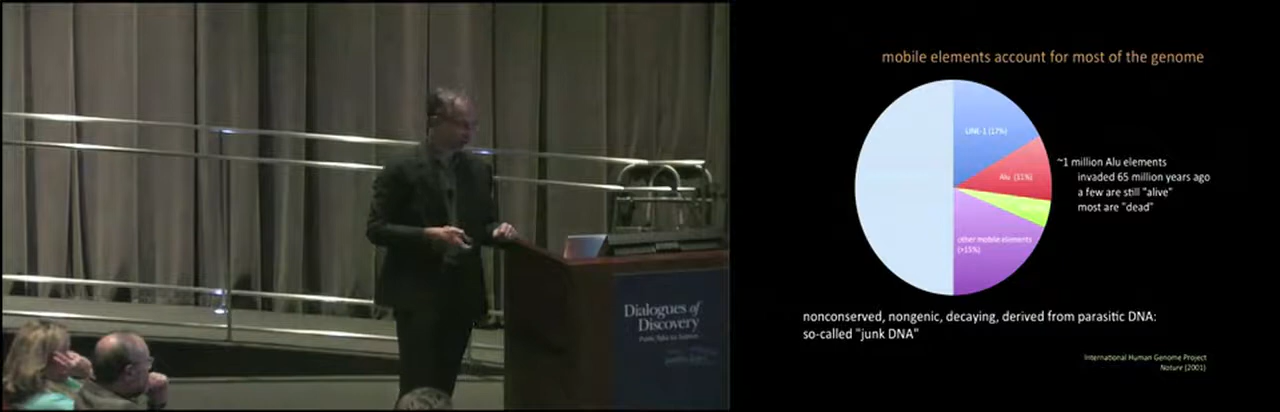 Dialogues of
Discovery
mobile elements account for most of the genome
LINE-1 (17%)
Alu (11%)
other mobile elements
(>15%)
~1 million Alu elements
invaded 65 million years ago
a few are still "alive"
most are "dead"
nonconserved, nongenic, decaying, derived from parasitic DNA:
so-called "junk DNA"
International Human Genome Project
Nature (2001)